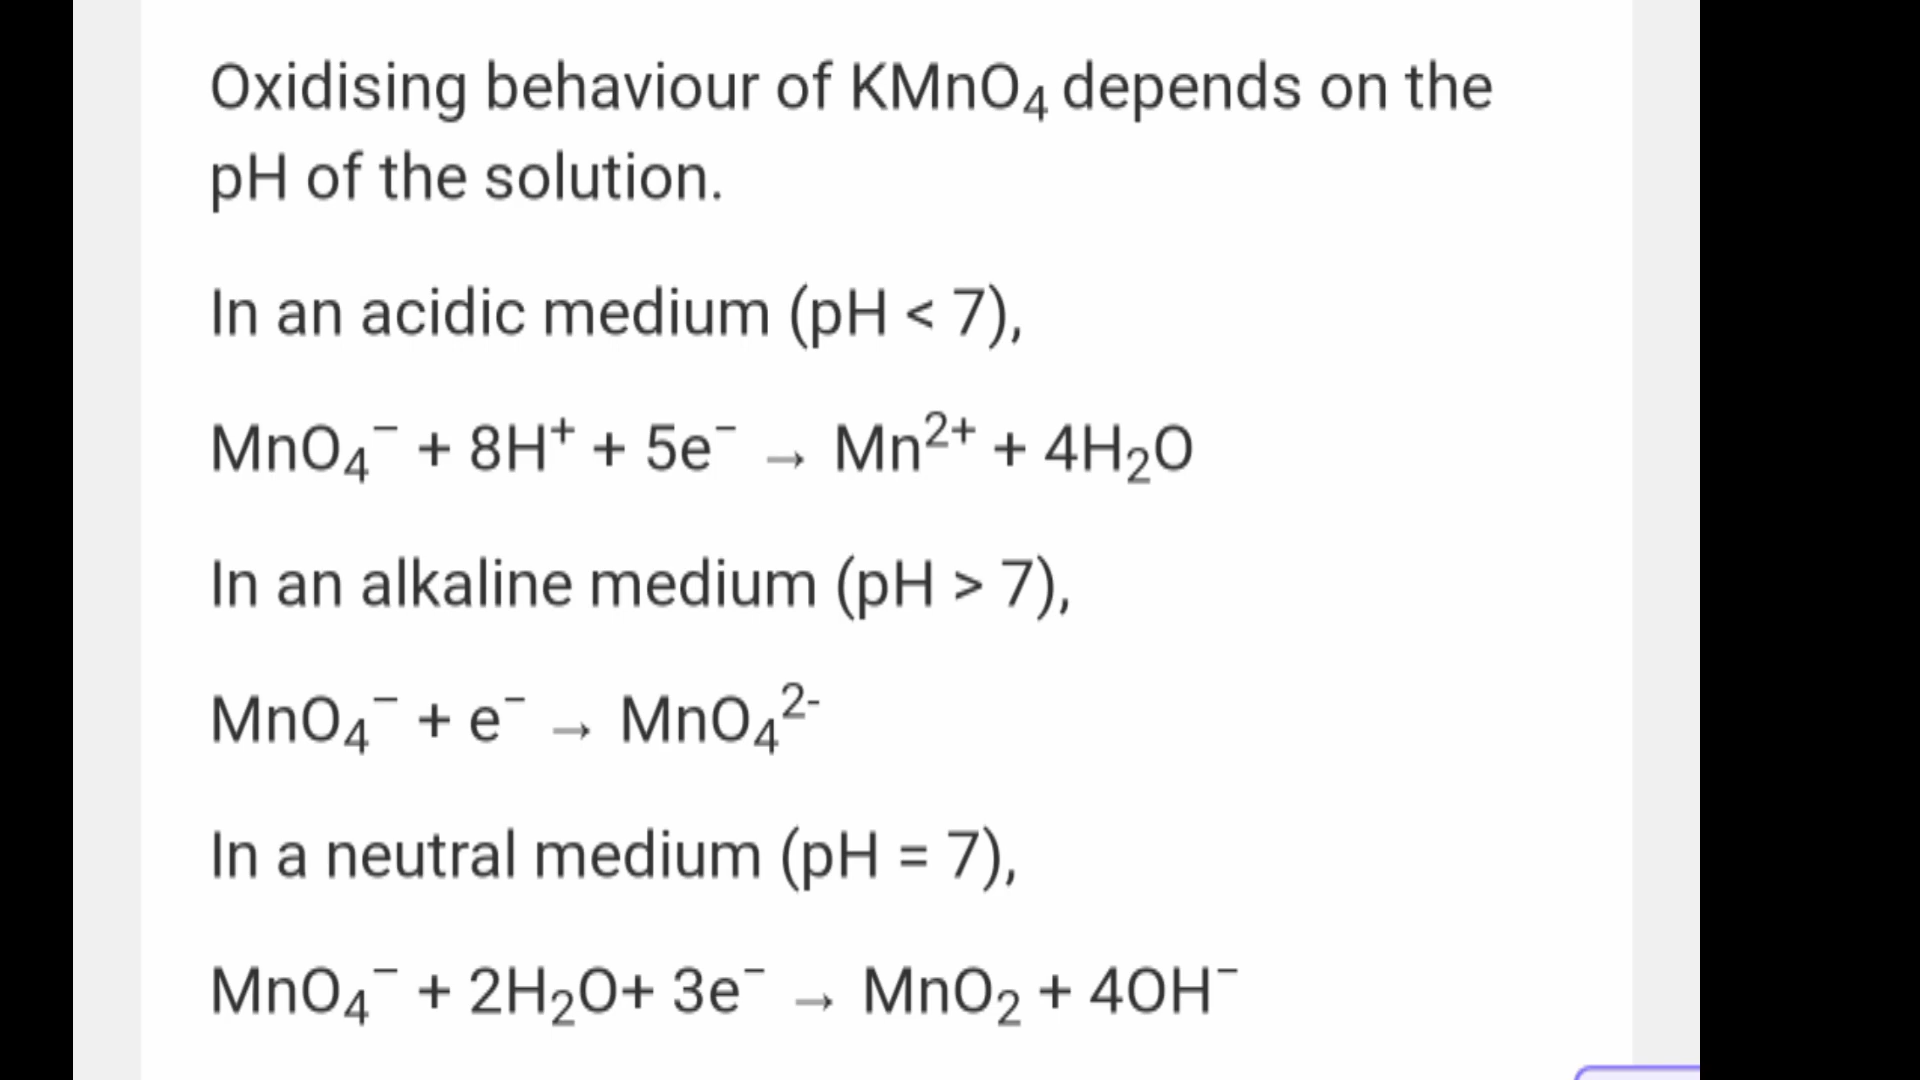 Oxidising behaviour of KMnO₄ depends on the
pH of the solution.
In an acidic medium (pH < 7),
MnO₄⁻ + 8H⁺ + 5e⁻ → Mn²⁺ + 4H₂O
In an alkaline medium (pH > 7),
MnO₄⁻ + e⁻ → MnO₄²⁻
In a neutral medium (pH = 7),
MnO₄⁻ + 2H₂O+ 3e⁻ → MnO₂ + 4OH⁻